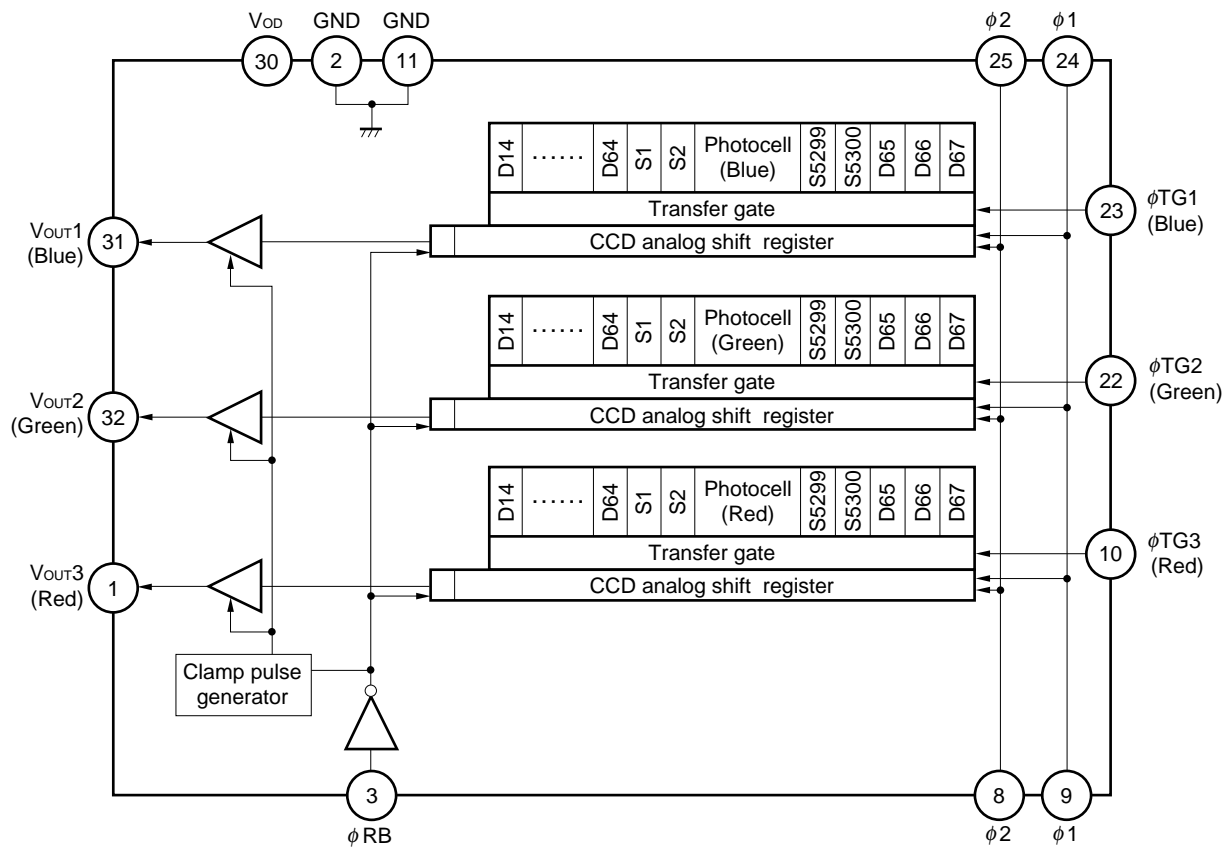 VOD GND GND φ2 φ1
30 2 11 25 24
D14 ...... D64 S1 S2 Photocell (Blue) S5299 S5300 D65 D66 D67
Transfer gate
23 φTG1 (Blue)
VOUT1 (Blue) 31
CCD analog shift register
D14 ...... D64 S1 S2 Photocell (Green) S5299 S5300 D65 D66 D67
Transfer gate
22 φTG2 (Green)
VOUT2 (Green) 32
CCD analog shift register
D14 ...... D64 S1 S2 Photocell (Red) S5299 S5300 D65 D66 D67
Transfer gate
10 φTG3 (Red)
VOUT3 (Red) 1
CCD analog shift register
Clamp pulse
generator
3 8 9
φRB φ2 φ1